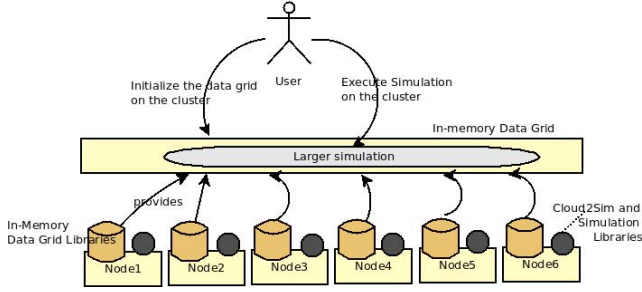 User
Initialize the data grid
on the cluster
Execute Simulation
on the cluster
In-memory Data Grid
Larger simulation
provides
In-Memory
Data Grid Libraries
Cloud2Sim and
Simulation
Libraries
Node1
Node2
Node3
Node4
Node5
Node6